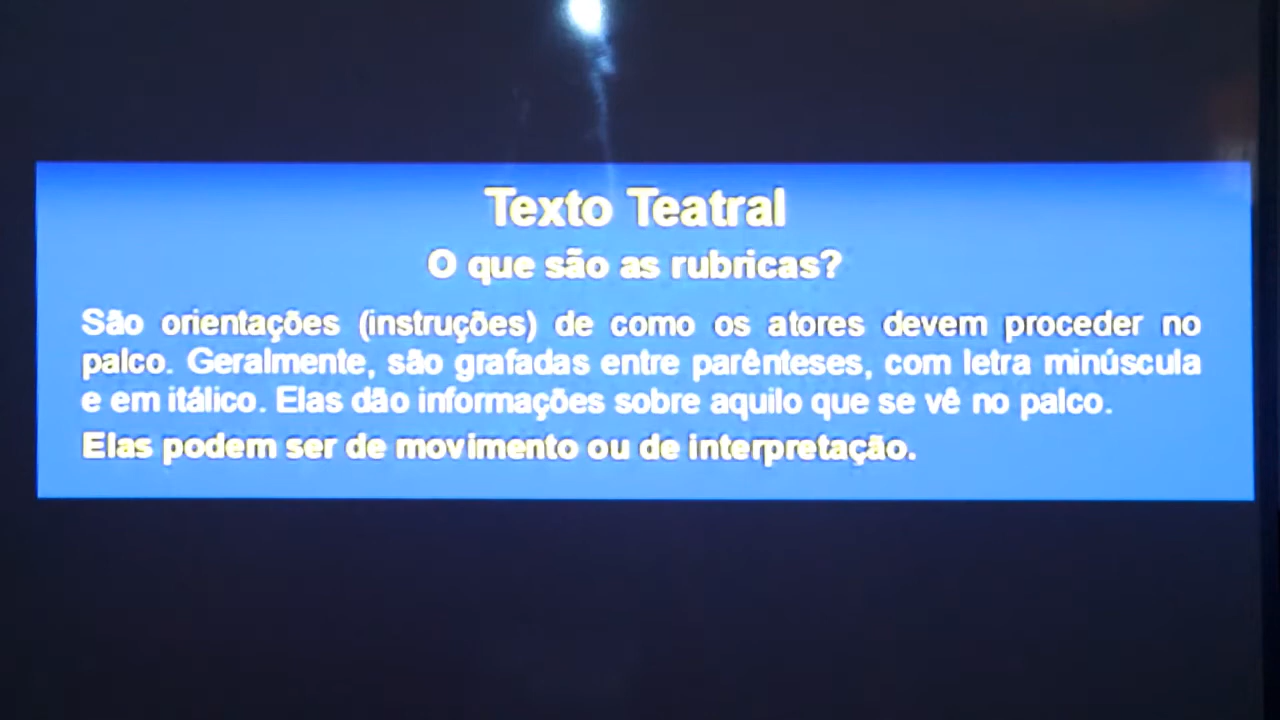 Texto Teatral
O que são as rubricas?
São orientações (instruções) de como os atores devem proceder no
palco. Geralmente, são grafadas entre parênteses, com letra minúscula
e em itálico. Elas dão informações sobre aquilo que se vê no palco.
Elas podem ser de movimento ou de interpretação.